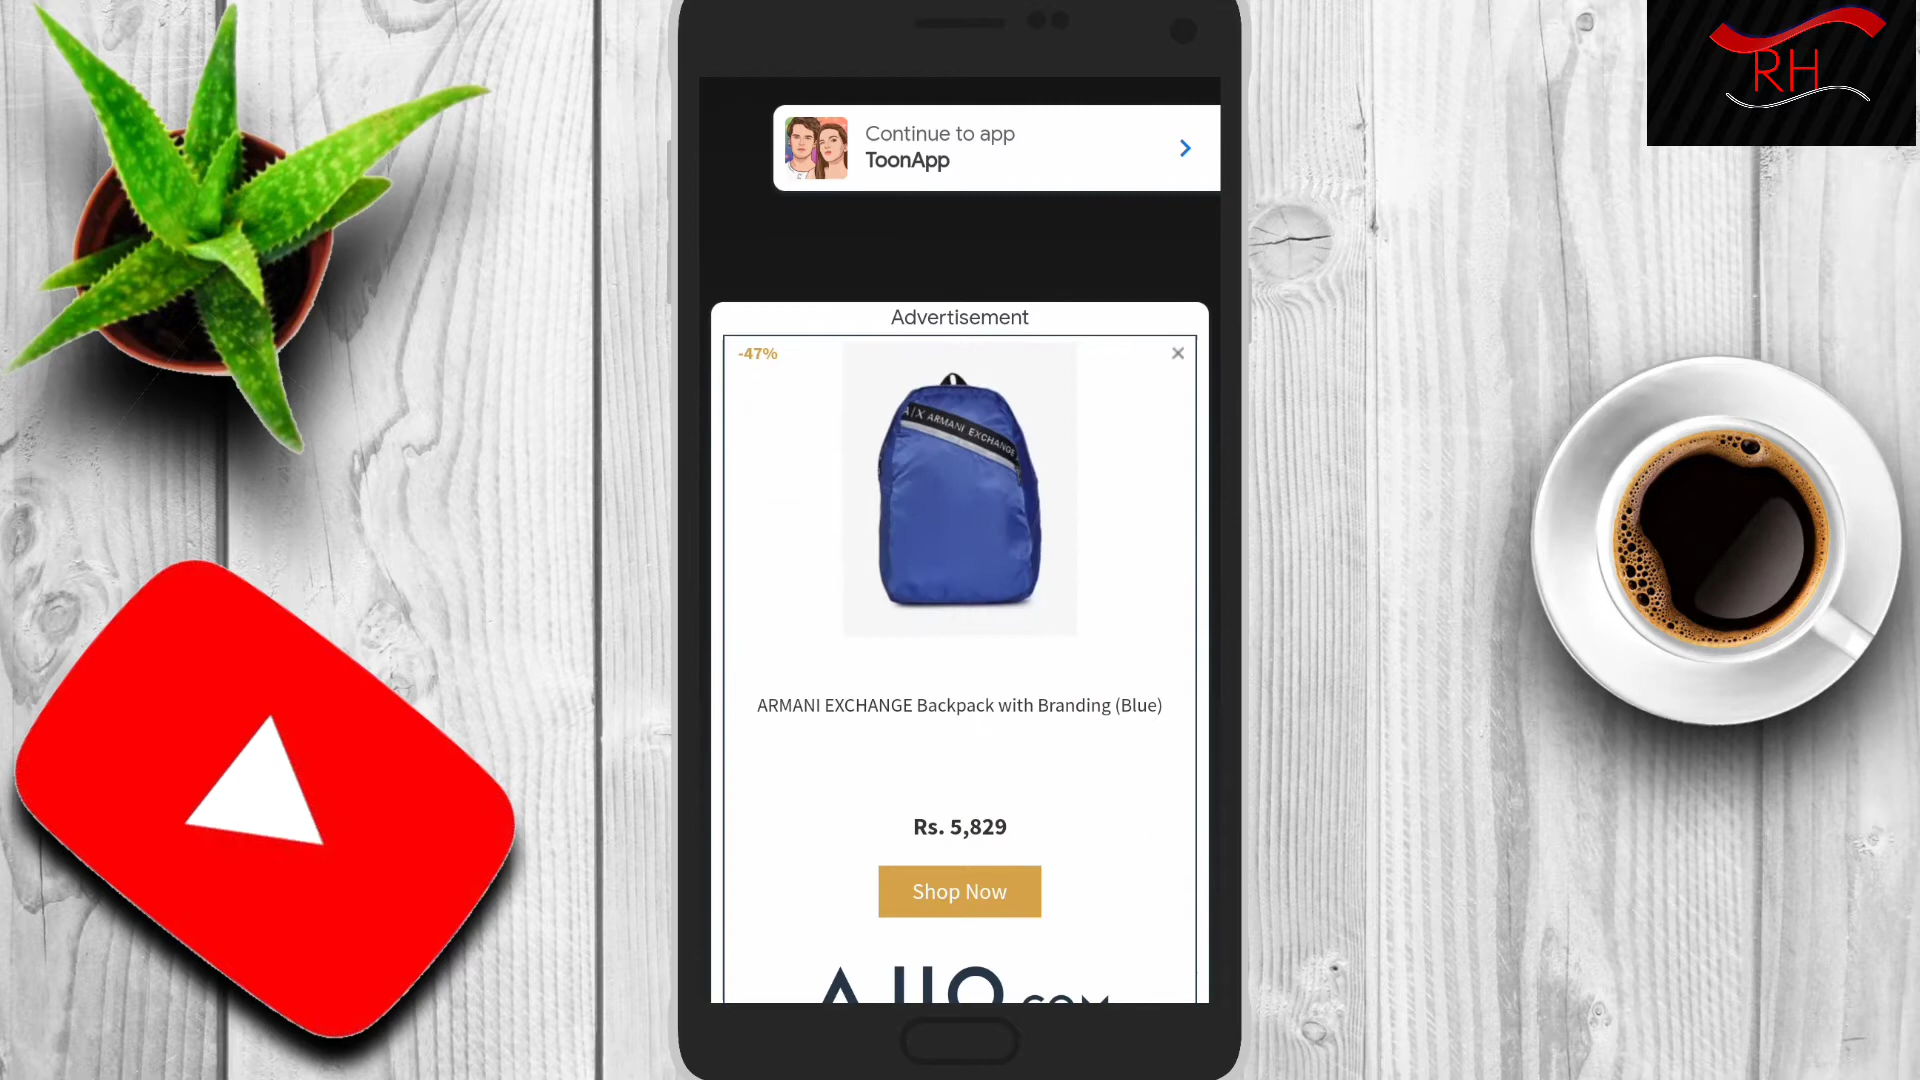 RH
Continue to app
ToonApp
Advertisement
-47%
A|X ARMANI EXCHANGE
ARMANI EXCHANGE Backpack with Branding (Blue)
Rs. 5,829
Shop Now